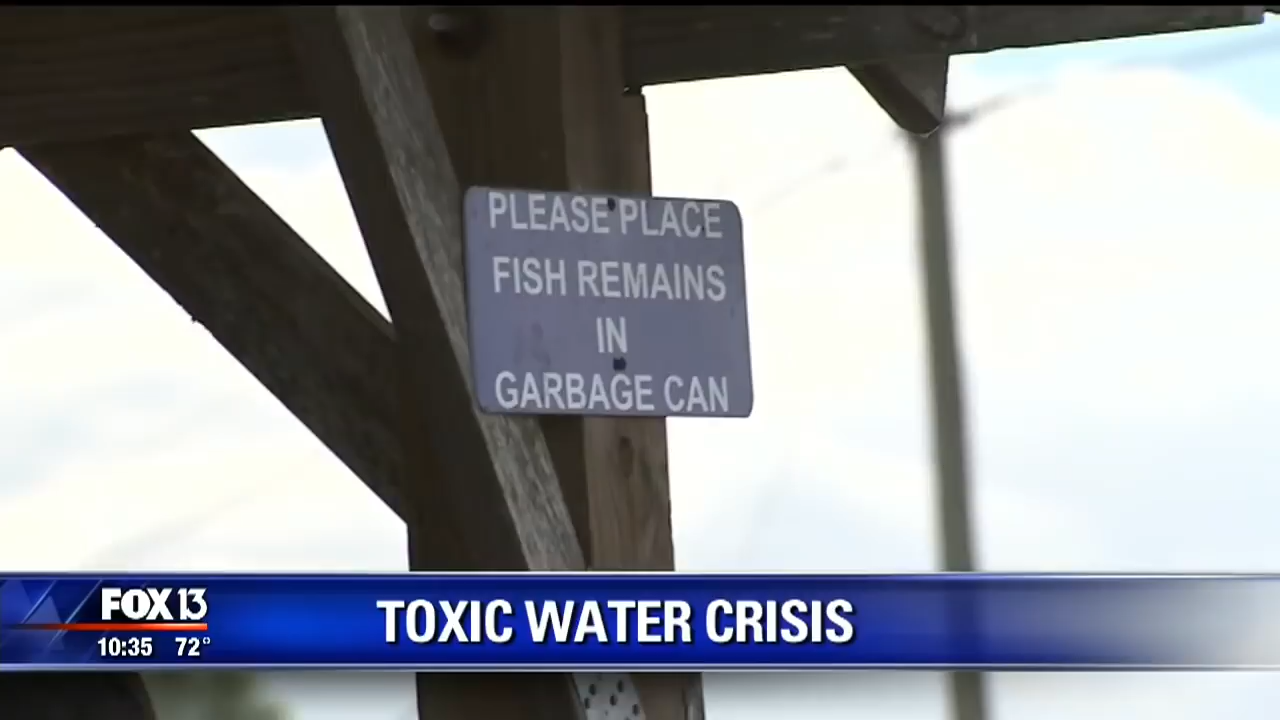 PLEASE PLACE
FISH REMAINS
IN
GARBAGE CAN
FOX 13
TOXIC WATER CRISIS
10:35 72°